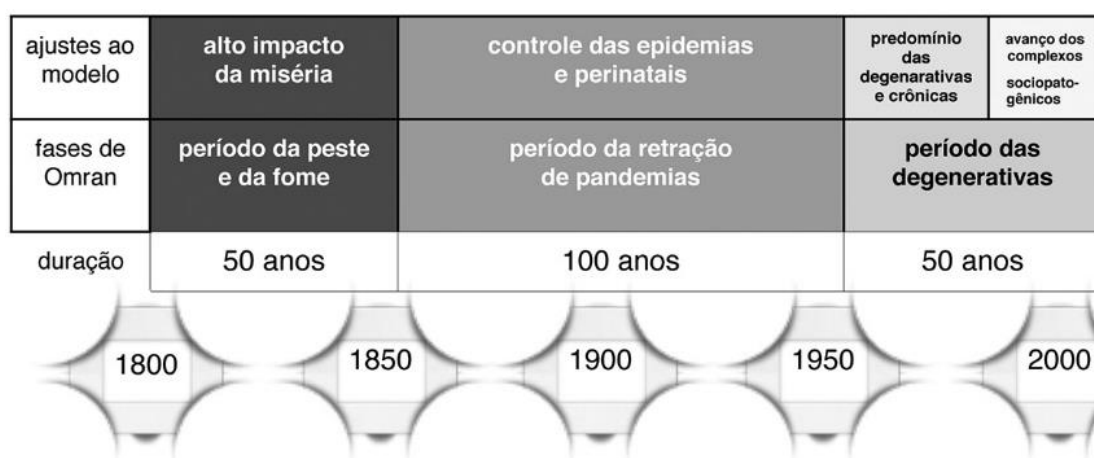 ajustes ao
modelo
alto impacto
da miséria
controle das epidemias
e perinatais
predomínio
das
degenarativas
e crônicas
avanço dos
complexos
sociopato-
gênicos
fases de
Omran
período da peste
e da fome
período da retração
de pandemias
período das
degenerativas
duração
50 anos
100 anos
50 anos
1800
1850
1900
1950
2000